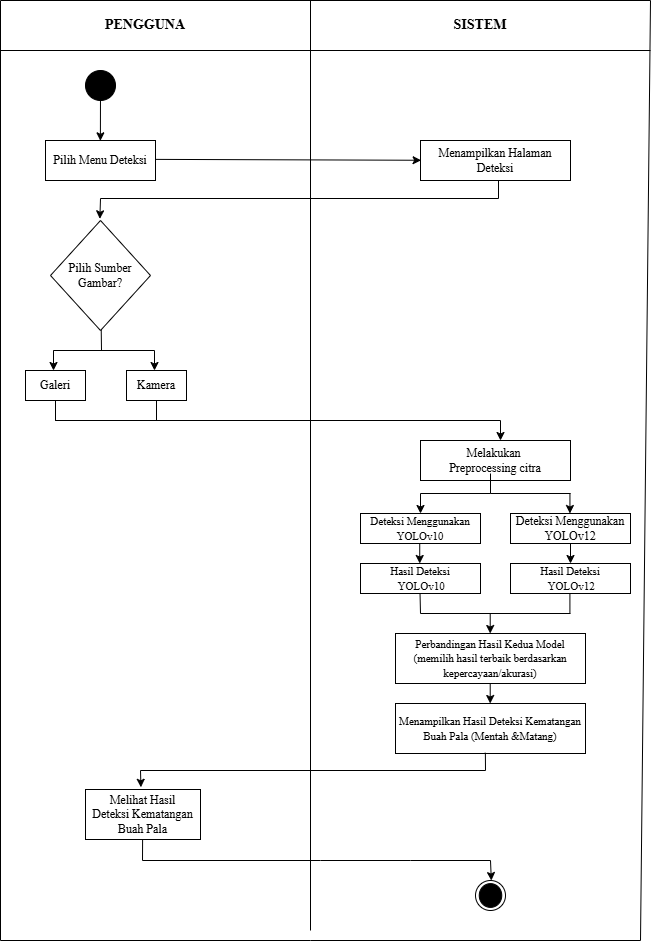 PENGGUNA
SISTEM
Pilih Menu Deteksi
Menampilkan Halaman
Deteksi
Pilih Sumber
Gambar?
Galeri
Kamera
Melakukan
Preprocessing citra
Deteksi Menggunakan
YOLOv10
Deteksi Menggunakan
YOLOv12
Hasil Deteksi
YOLOv10
Hasil Deteksi
YOLOv12
Perbandingan Hasil Kedua Model
(memilih hasil terbaik berdasarkan
kepercayaan/akurasi)
Menampilkan Hasil Deteksi Kematangan
Buah Pala (Mentah &Matang)
Melihat Hasil
Deteksi Kematangan
Buah Pala